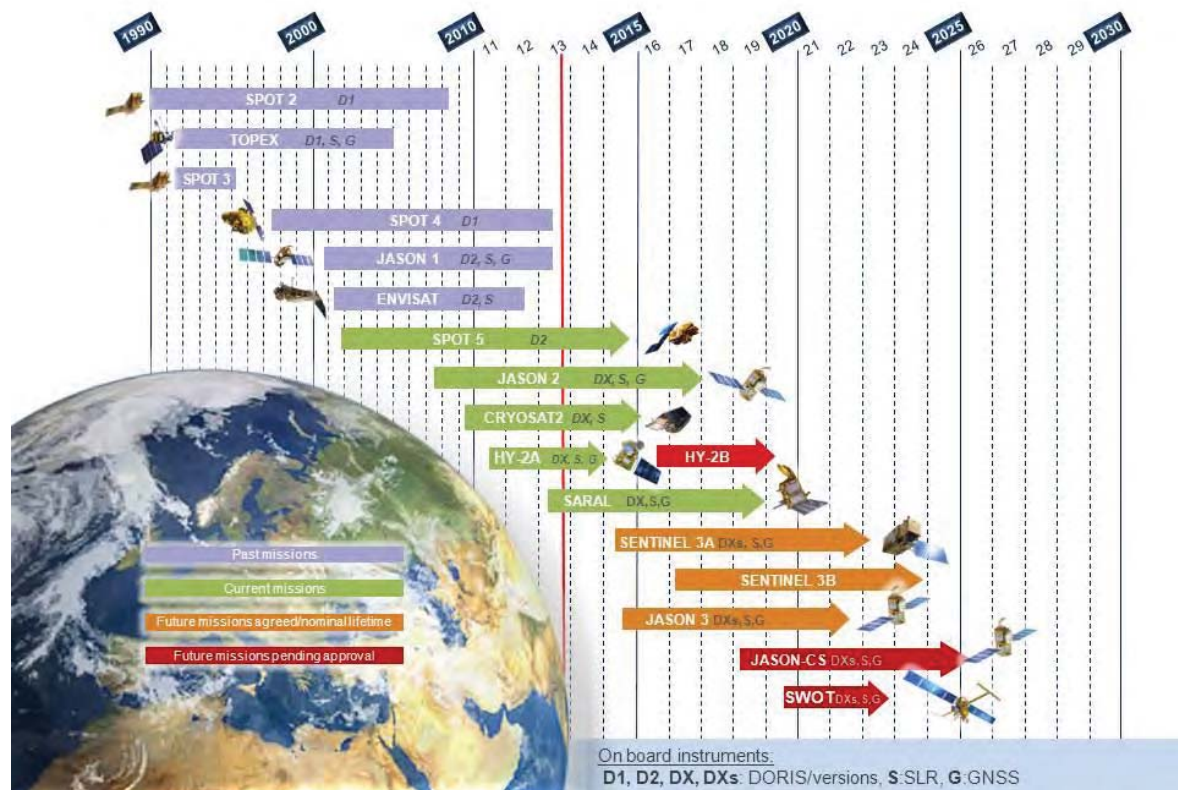 1990 2000 2010 11 12 13 14 2015 16 17 18 19 2020 21 22 23 24 2025 26 27 28 29 2030
SPOT 2 D1
TOPEX D1, S, G
SPOT 3
SPOT 4 D1
JASON 1 D2, S, G
ENVISAT D2, S
SPOT 5 D2
JASON 2 DX, S, G
CRYOSAT2 DX, S
HY-2A DX, S, G HY-2B
SARAL DX,S,G
SENTINEL 3A DXs, S,G
SENTINEL 3B
JASON 3 DXs,S,G
JASON-CS DXs,S,G
SWOT DXs,S,G
Past missions
Current missions
Future missions agreed/nominal lifetime
Future missions pending approval
On board instruments:
D1, D2, DX, DXs: DORIS/versions, S:SLR, G:GNSS